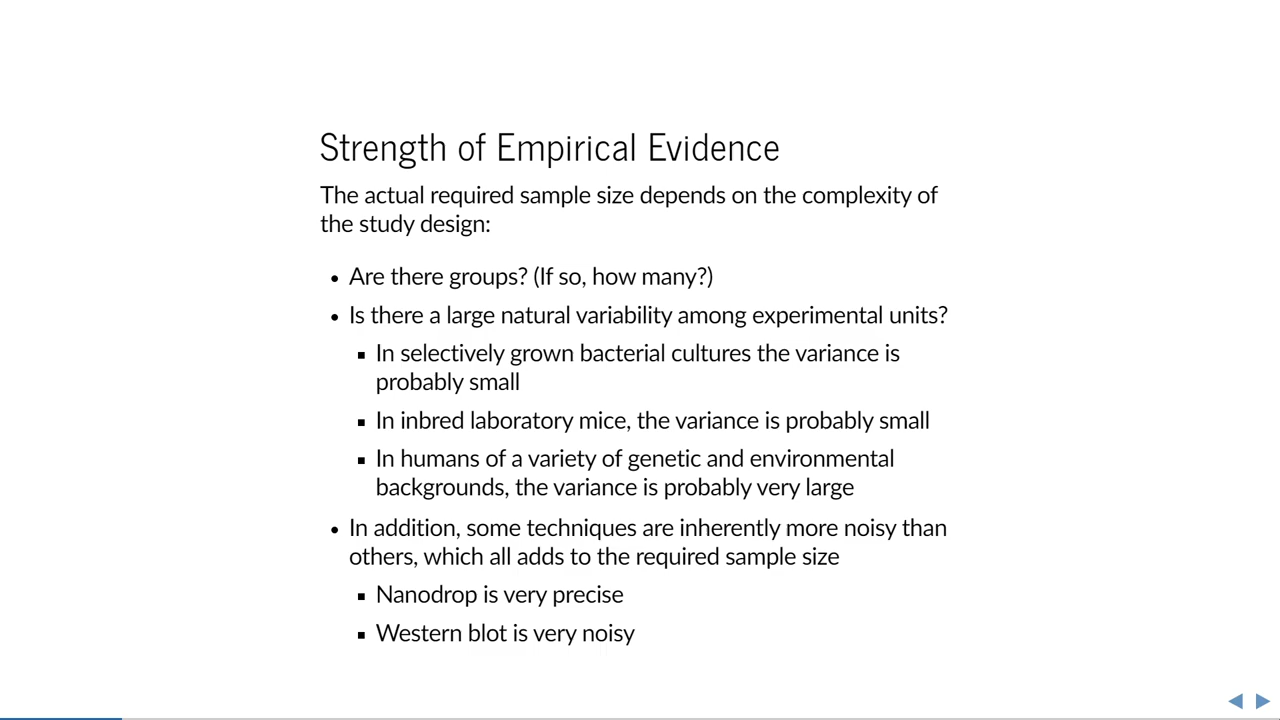 Strength of Empirical Evidence
The actual required sample size depends on the complexity of
the study design:
• Are there groups? (If so, how many?)
• Is there a large natural variability among experimental units?
▪ In selectively grown bacterial cultures the variance is
probably small
▪ In inbred laboratory mice, the variance is probably small
▪ In humans of a variety of genetic and environmental
backgrounds, the variance is probably very large
• In addition, some techniques are inherently more noisy than
others, which all adds to the required sample size
▪ Nanodrop is very precise
▪ Western blot is very noisy